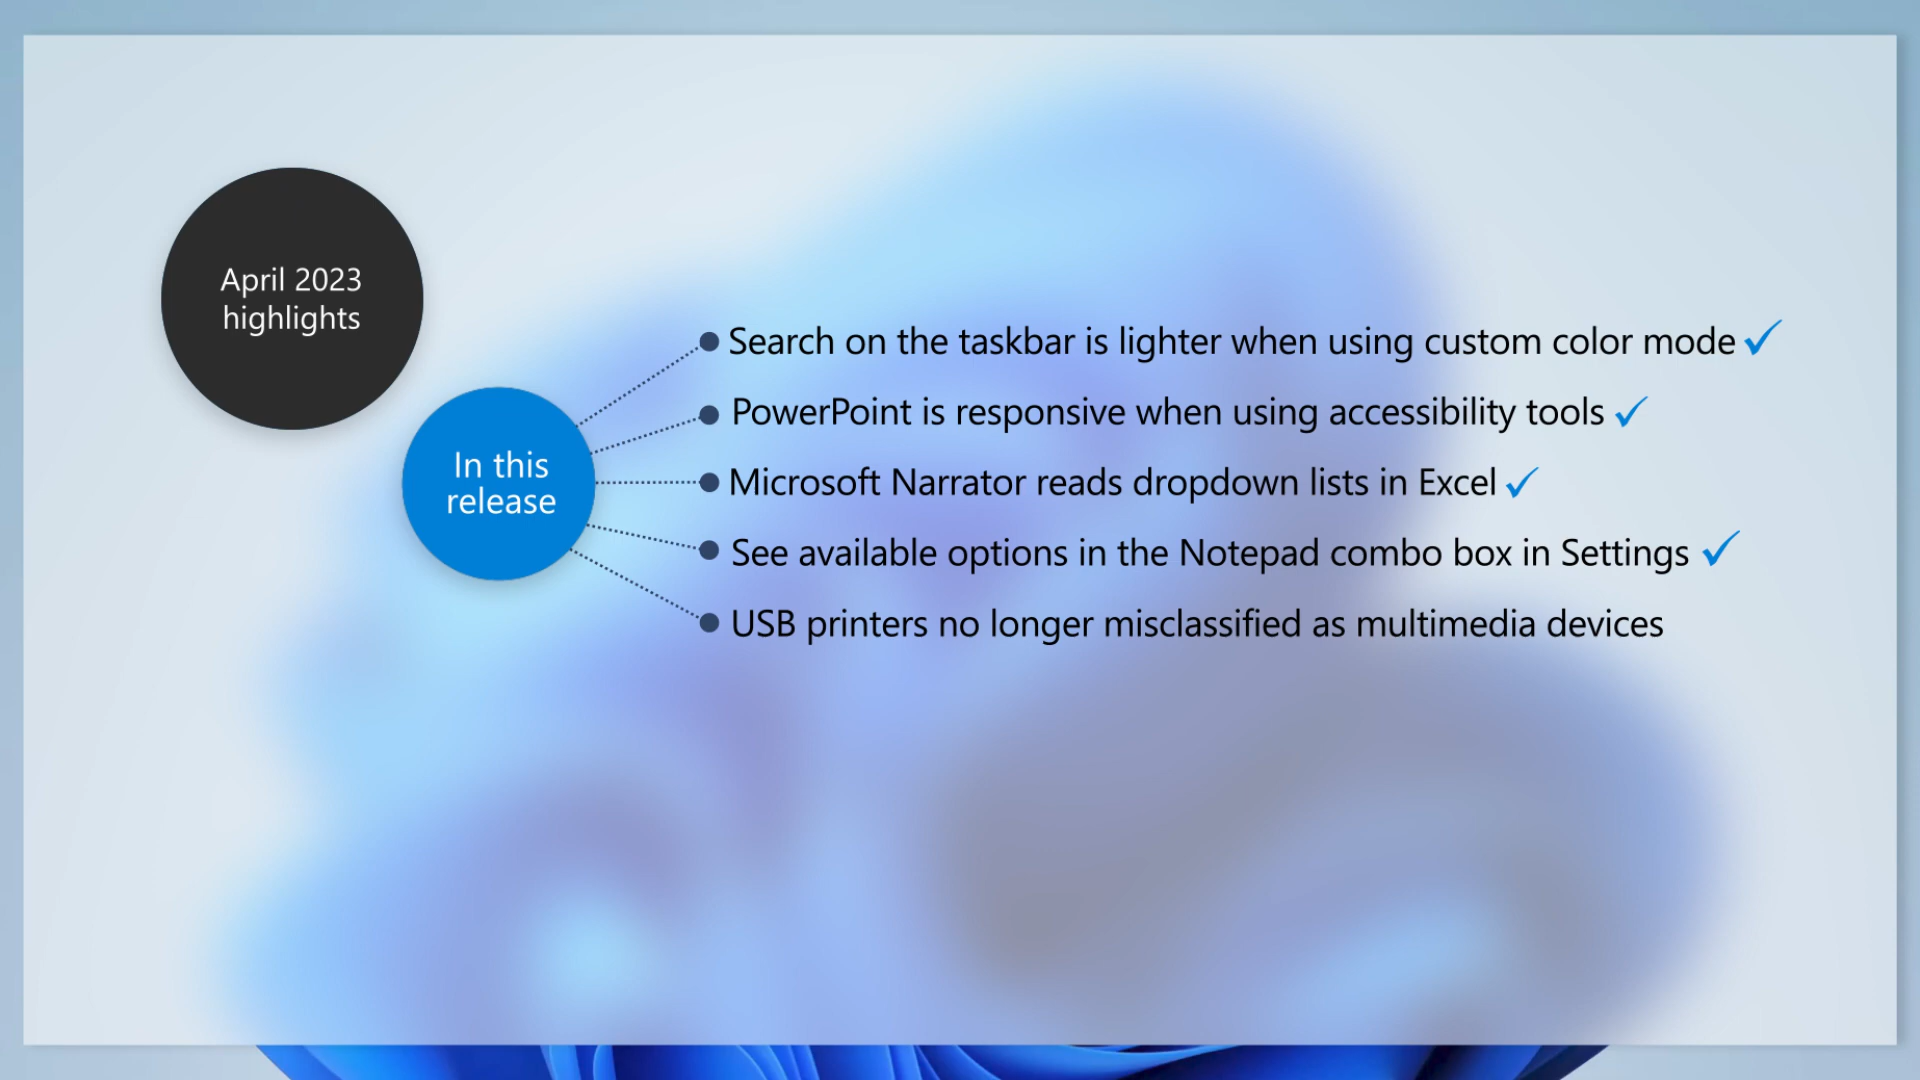 April 2023
highlights
In this
release
Search on the taskbar is lighter when using custom color mode
PowerPoint is responsive when using accessibility tools
Microsoft Narrator reads dropdown lists in Excel
See available options in the Notepad combo box in Settings
USB printers no longer misclassified as multimedia devices